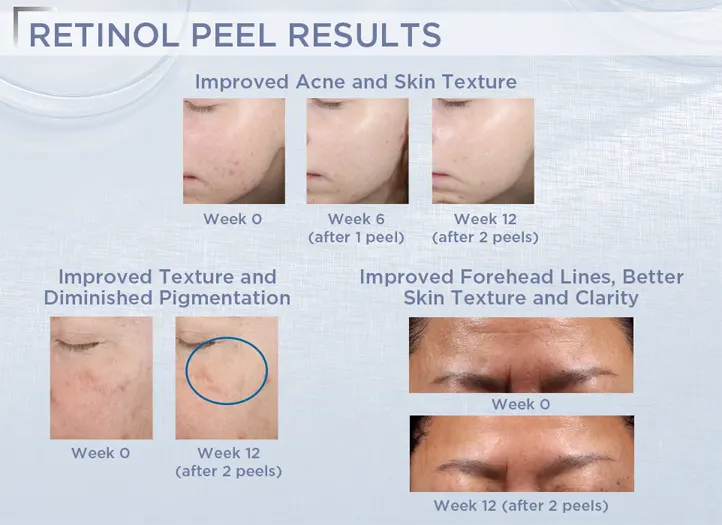 RETINOL PEEL RESULTS
Improved Acne and Skin Texture
Week 0
Week 6
(after 1 peel)
Week 12
(after 2 peels)
Improved Texture and
Diminished Pigmentation
Week 0
Week 12
(after 2 peels)
Improved Forehead Lines, Better
Skin Texture and Clarity
Week 0
Week 12 (after 2 peels)